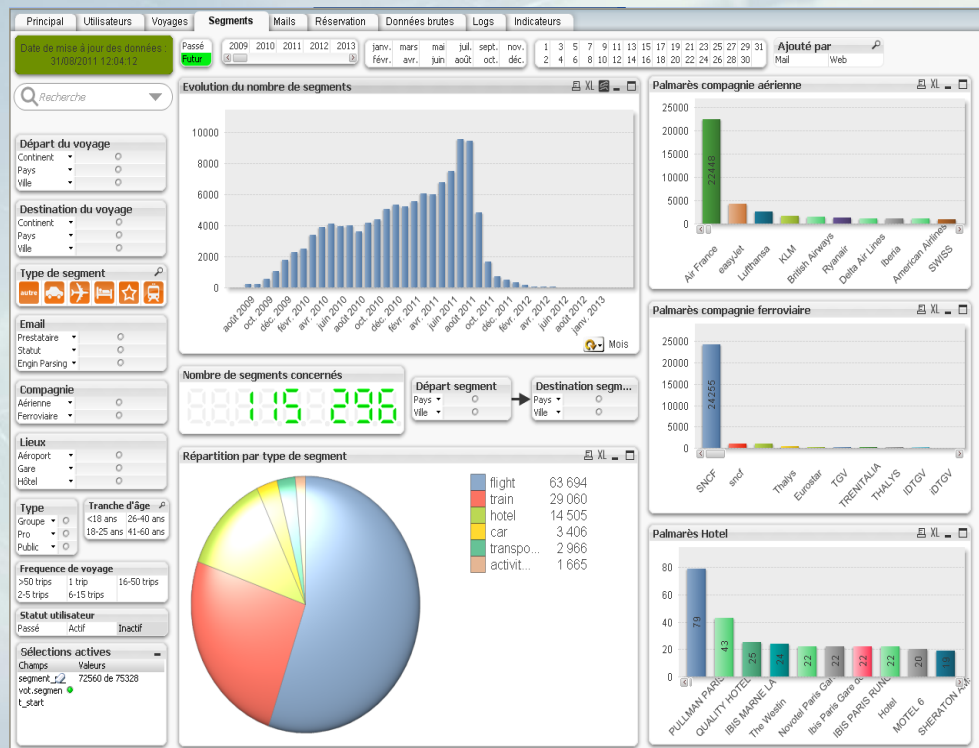 Principal Utilisateurs Voyages Segments Mails Réservation Données brutes Logs Indicateurs
Date de mise à jour des données :
31/08/2011 12:04:12
Passé
Futur
2009 2010 2011 2012 2013
janv. mars mai juil. sept. nov.
févr. avr. juin août oct. déc.
1 3 5 7 9 11 13 15 17 19 21 23 25 27 29 31
2 4 6 8 10 12 14 16 18 20 22 24 26 28 30
Ajouté par
Mail Web
Recherche
Départ du voyage
Continent
Pays
Ville
Destination du voyage
Continent
Pays
Ville
Type de segment
autre
Email
Prestataire
Statut
Engin Parsing
Compagnie
Aérienne
Ferroviaire
Lieux
Aéroport
Gare
Hôtel
Type
Groupe
Pro
Public
Tranche d'âge
<18 ans 26-40 ans
18-25 ans 41-60 ans
Frequence de voyage
>50 trips 1 trip 16-50 trips
2-5 trips 6-15 trips
Statut utilisateur
Passé Actif Inactif
Sélections actives
Champs Valeurs
segment_r 72560 de 75328
vot.segmen
t_start
Evolution du nombre de segments
XL
10000
8000
6000
4000
2000
0
août 2009
oct. 2009
déc. 2009
févr. 2010
avr. 2010
juin 2010
août 2010
oct. 2010
déc. 2010
févr. 2011
avr. 2011
juin 2011
août 2011
oct. 2011
déc. 2011
févr. 2012
avr. 2012
juin 2012
août 2012
janv. 2013
Mois
Nombre de segments concernés
115 296
Départ segment
Pays
Ville
Destination segm...
Pays
Ville
Répartition par type de segment
XL
flight 63 694
train 29 060
hotel 14 505
car 3 406
transpo... 2 966
activit... 1 665
Palmarès compagnie aérienne
XL
25000
20000
15000
10000
5000
0
22448
Air France
easyJet
Lufthansa
KLM
British Airways
Ryanair
Delta Air Lines
Iberia
American Airlines
SWISS
Palmarès compagnie ferroviaire
XL
25000
20000
15000
10000
5000
0
24255
SNCF
sncf
Thalys
Eurostar
TGV
TRENITALIA
THALYS
IDTGV
iDTGV
Palmarès Hotel
XL
80
60
40
20
0
79
43
25
24
22
22
22
22
20
19
PULLMAN PARIS
QUALITY HOTEL
IBIS MARNE LA
The Westin
Novotel Paris Gar
Ibis Paris Gare de
IBIS PARIS RUNG
Hotel
MOTEL 6
SHERATON